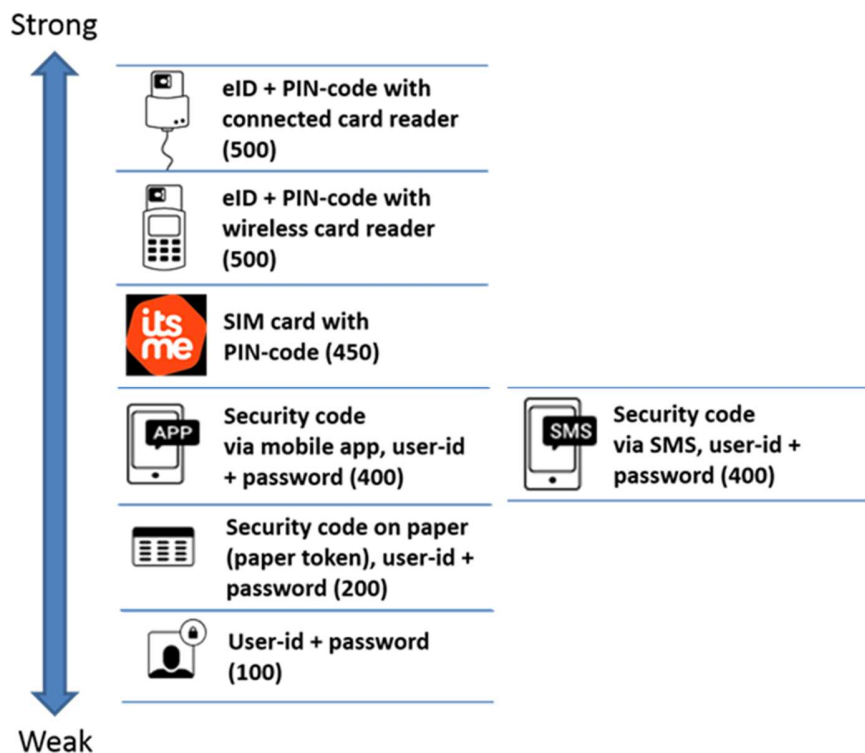 Strong
eID + PIN-code with
connected card reader
(500)
eID + PIN-code with
wireless card reader
(500)
its
me
SIM card with
PIN-code (450)
APP
Security code
via mobile app, user-id
+ password (400)
SMS
Security code
via SMS, user-id +
password (400)
Security code on paper
(paper token), user-id +
password (200)
User-id + password
(100)
Weak